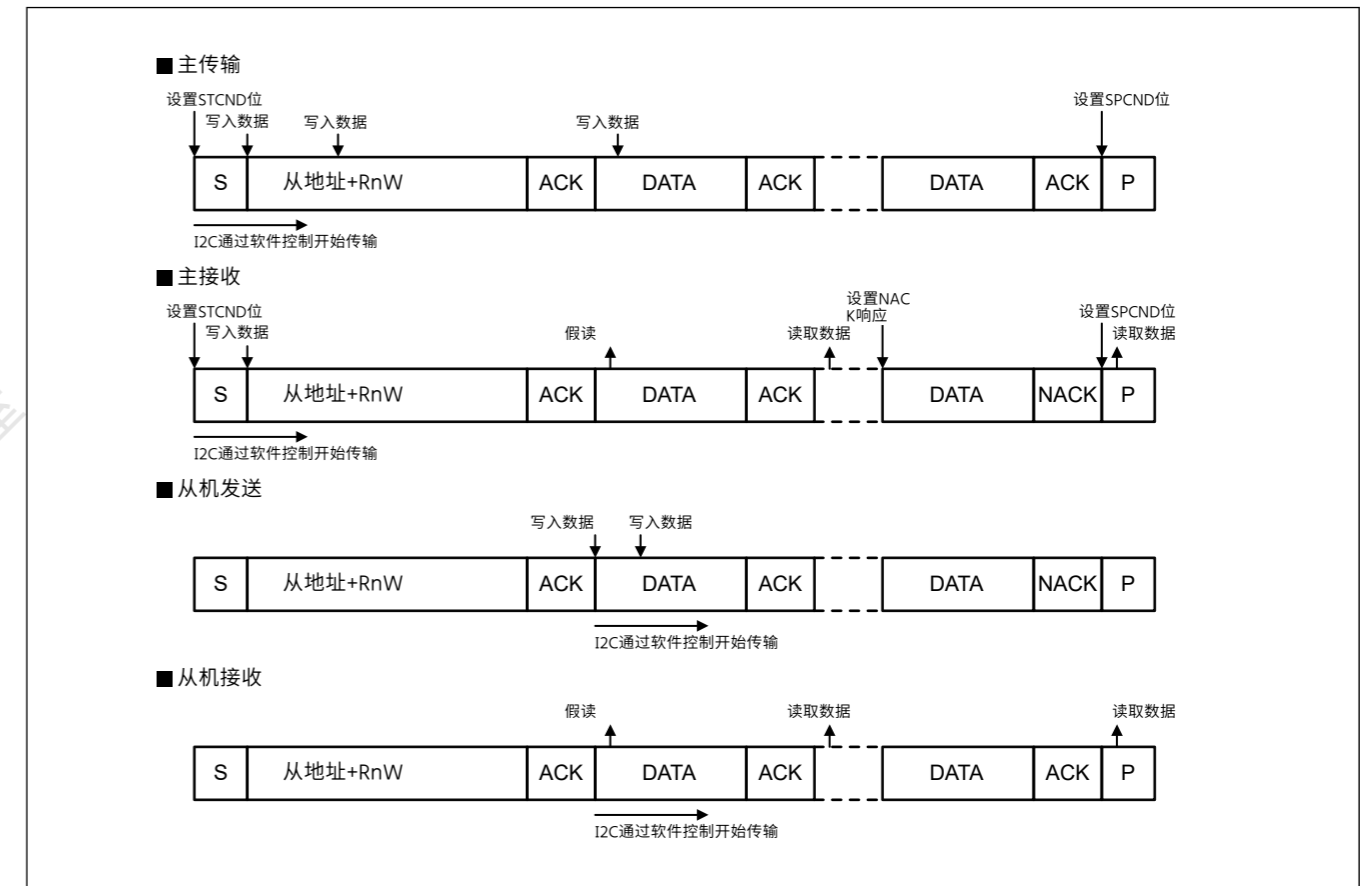 ■ 主传输
设置STCND位
设置SPCND位
写入数据 写入数据 写入数据
S 从地址+RnW ACK DATA ACK DATA ACK P
I2C通过软件控制开始传输
■ 主接收
设置STCND位
设置NAC
K响应
设置SPCND位
写入数据 假读 读取数据 读取数据
S 从地址+RnW ACK DATA ACK DATA NACK P
I2C通过软件控制开始传输
■ 从机发送
写入数据 写入数据
S 从地址+RnW ACK DATA ACK DATA NACK P
I2C通过软件控制开始传输
■ 从机接收
假读 读取数据 读取数据
S 从地址+RnW ACK DATA ACK DATA ACK P
I2C通过软件控制开始传输